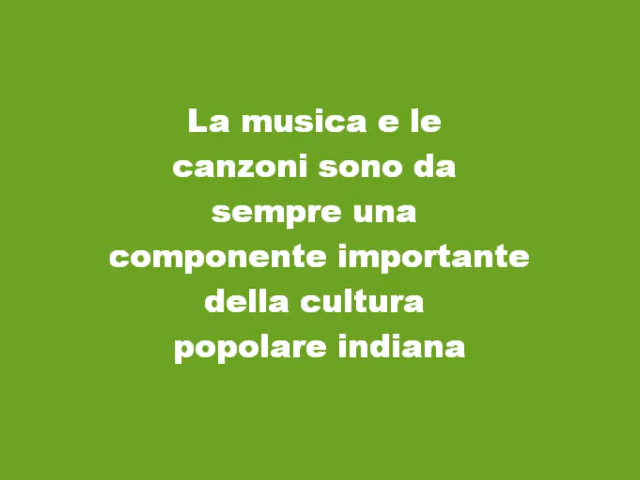 La musica e le
canzoni sono da
sempre una
componente importante
della cultura
popolare indiana